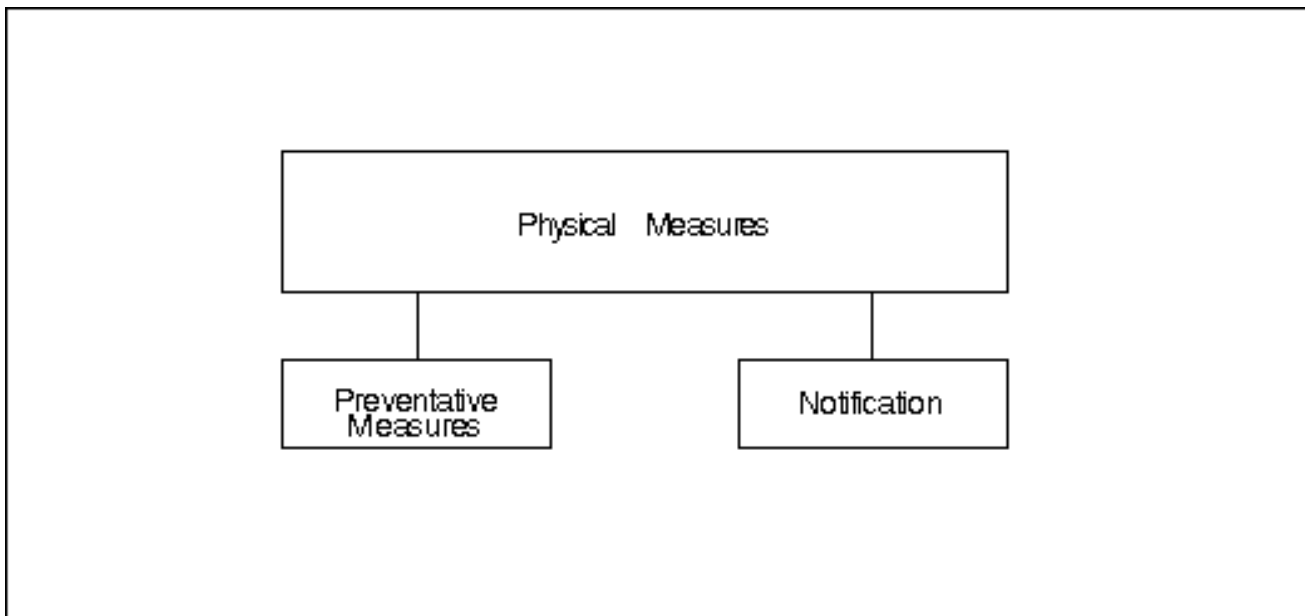 Physical Measures
Preventative
Measures
Notification